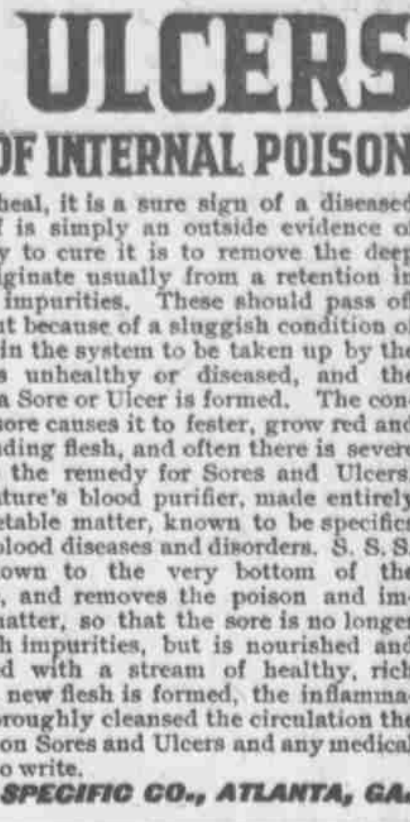 ULCERS
OF INTERNAL POISON
heal, it is a sure sign of a diseased
f is simply an outside evidence o
y to cure it is to remove the deep
iginate usually from a retention in
impurities. These should pass of
ut because of a sluggish condition o
in the system to be taken up by the
s unhealthy or diseased, and the
a Sore or Ulcer is formed. The con-
sore causes it to fester, grow red and
nding flesh, and often there is severe
the remedy for Sores and Ulcers.
ature's blood purifier, made entirely
etable matter, known to be specifics
blood diseases and disorders. S. S. S.
own to the very bottom of the
, and removes the poison and im-
matter, so that the sore is no longer
h impurities, but is nourished and
d with a stream of healthy, rich
new flesh is formed, the inflamma-
oroughly cleansed the circulation the
on Sores and Ulcers and any medical
o write.
SPECIFIC CO., ATLANTA, GA.